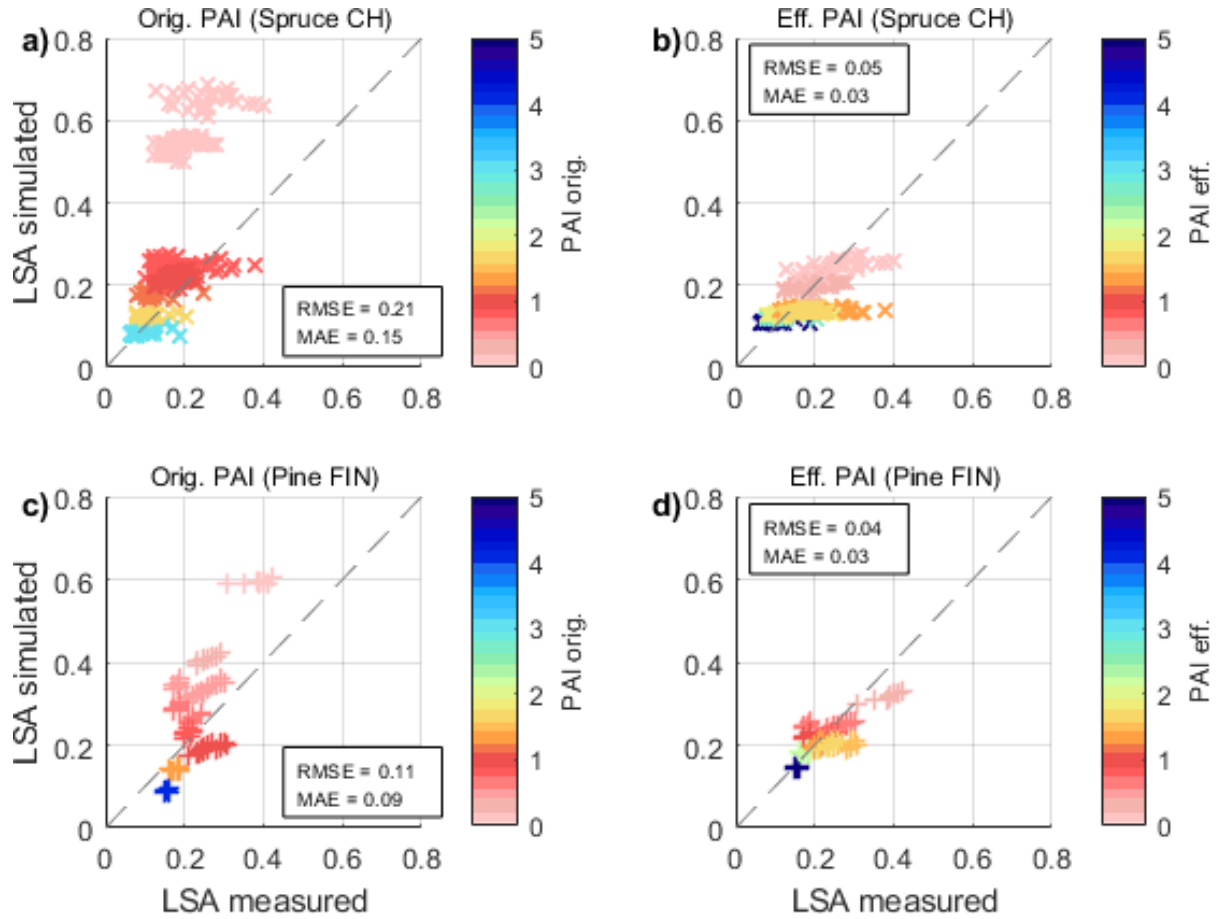 Orig. PAI (Spruce CH)
a)
0.8
0.6
0.4
0.2
0
0
0.2
0.4
0.6
0.8
LSA simulated
RMSE = 0.21
MAE = 0.15
5
4
3
2
1
0
PAI orig.
Eff. PAI (Spruce CH)
b)
0.8
0.6
0.4
0.2
0
0
0.2
0.4
0.6
0.8
RMSE = 0.05
MAE = 0.03
5
4
3
2
1
0
PAI eff.
Orig. PAI (Pine FIN)
c)
0.8
0.6
0.4
0.2
0
0
0.2
0.4
0.6
0.8
LSA simulated
LSA measured
RMSE = 0.11
MAE = 0.09
5
4
3
2
1
0
PAI orig.
Eff. PAI (Pine FIN)
d)
0.8
0.6
0.4
0.2
0
0
0.2
0.4
0.6
0.8
LSA measured
RMSE = 0.04
MAE = 0.03
5
4
3
2
1
0
PAI eff.